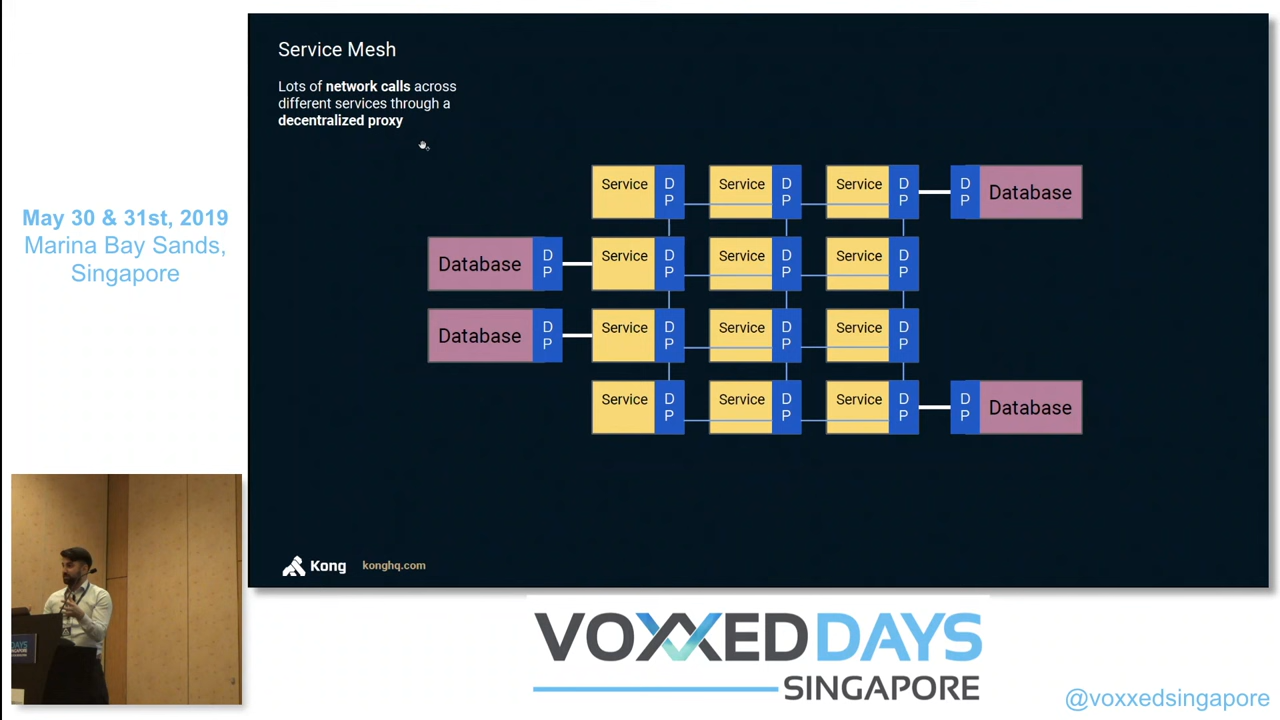 Service Mesh
Lots of network calls across
different services through a
decentralized proxy
Service
D
P
Service
D
P
Service
D
P
D
P
Database
Database
D
P
Service
D
P
Service
D
P
Service
D
P
Database
D
P
Service
D
P
Service
D
P
Service
D
P
Service
D
P
Service
D
P
Service
D
P
D
P
Database
Kong
konghq.com
May 30 & 31st, 2019
Marina Bay Sands,
Singapore
DAYS
VOXXED DAYS
SINGAPORE
@voxxedsingapore